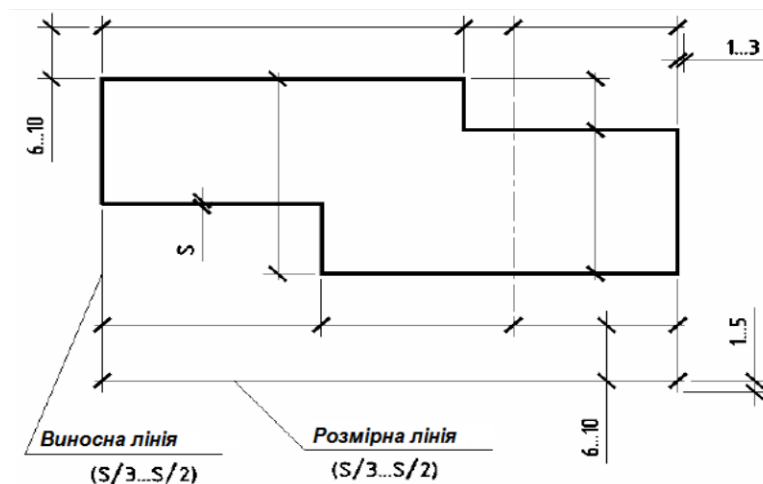 1...3
6...10
S
1...5
Виносна лінія
(S/3...S/2)
Розмірна лінія
(S/3...S/2)
6...10